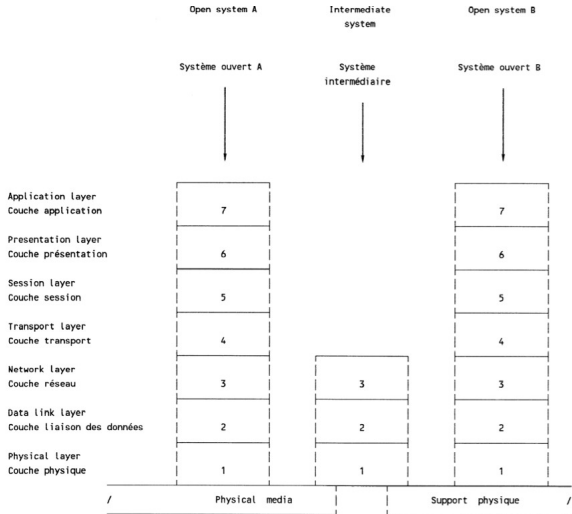 Open system A Intermediate Open system B
system
Système ouvert A Système Système ouvert B
intermédiaire
Application layer
Couche application 7 7
Presentation layer
Couche présentation 6 6
Session layer
Couche session 5 5
Transport layer
Couche transport 4 4
Network layer
Couche réseau 3 3 3
Data link layer
Couche liaison des données 2 2 2
Physical layer
Couche physique 1 1 1
/ Physical media Support physique /